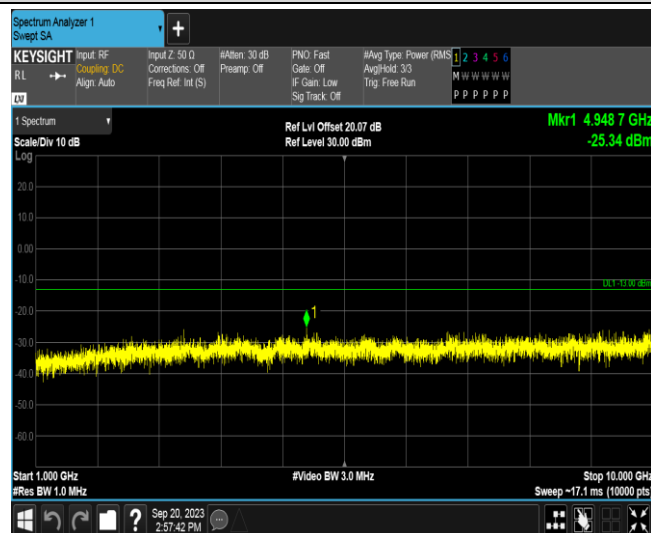 Spectrum Analyzer 1
Swept SA
+
KEYSIGHT
RL
Input: RF
Coupling: DC
Align: Auto
Input Z: 50 Ω
Corrections: Off
Freq Ref: Int (S)
#Atten: 30 dB
Preamp: Off
PNO: Fast
Gate: Off
IF Gain: Low
Sig Track: Off
#Avg Type: Power (RMS
Avg|Hold: 3/3
Trig: Free Run
1 2 3 4 5 6
M W W W W W
P P P P P P
1 Spectrum
Scale/Div 10 dB
Log
Ref Lvl Offset 20.07 dB
Ref Level 30.00 dBm
Mkr1 4.948 7 GHz
-25.34 dBm
20.0
10.0
0.00
-10.0
DL1 -13.00 dBm
-20.0
1
-30.0
-40.0
-50.0
-60.0
Start 1.000 GHz
#Res BW 1.0 MHz
#Video BW 3.0 MHz
Stop 10.000 GHz
Sweep ~17.1 ms (10000 pts)
?
Sep 20, 2023
2:57:42 PM